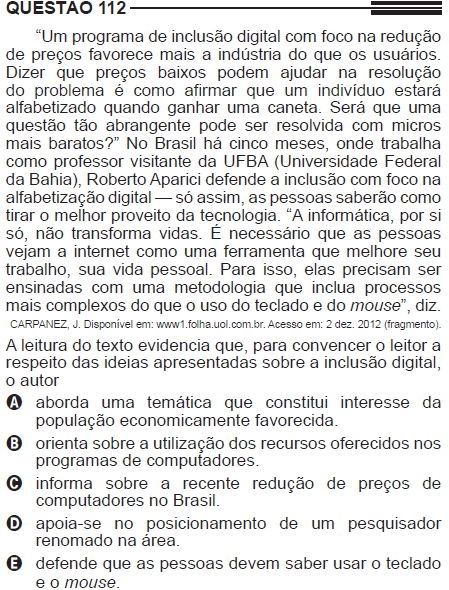 QUESTÃO 112
“Um programa de inclusão digital com foco na redução
de preços favorece mais a indústria do que os usuários.
Dizer que preços baixos podem ajudar na resolução
do problema é como afirmar que um indivíduo estará
alfabetizado quando ganhar uma caneta. Será que uma
questão tão abrangente pode ser resolvida com micros
mais baratos?” No Brasil há cinco meses, onde trabalha
como professor visitante da UFBA (Universidade Federal
da Bahia), Roberto Aparici defende a inclusão com foco na
alfabetização digital — só assim, as pessoas saberão como
tirar o melhor proveito da tecnologia. “A informática, por si
só, não transforma vidas. É necessário que as pessoas
vejam a internet como uma ferramenta que melhore seu
trabalho, sua vida pessoal. Para isso, elas precisam ser
ensinadas com uma metodologia que inclua processos
mais complexos do que o uso do teclado e do mouse”, diz.
CARPANEZ, J. Disponível em: www1.folha.uol.com.br. Acesso em: 2 dez. 2012 (fragmento).
A leitura do texto evidencia que, para convencer o leitor a
respeito das ideias apresentadas sobre a inclusão digital,
o autor
A aborda uma temática que constitui interesse da
população economicamente favorecida.
B orienta sobre a utilização dos recursos oferecidos nos
programas de computadores.
C informa sobre a recente redução de preços de
computadores no Brasil.
D apoia-se no posicionamento de um pesquisador
renomado na área.
E defende que as pessoas devem saber usar o teclado
e o mouse.